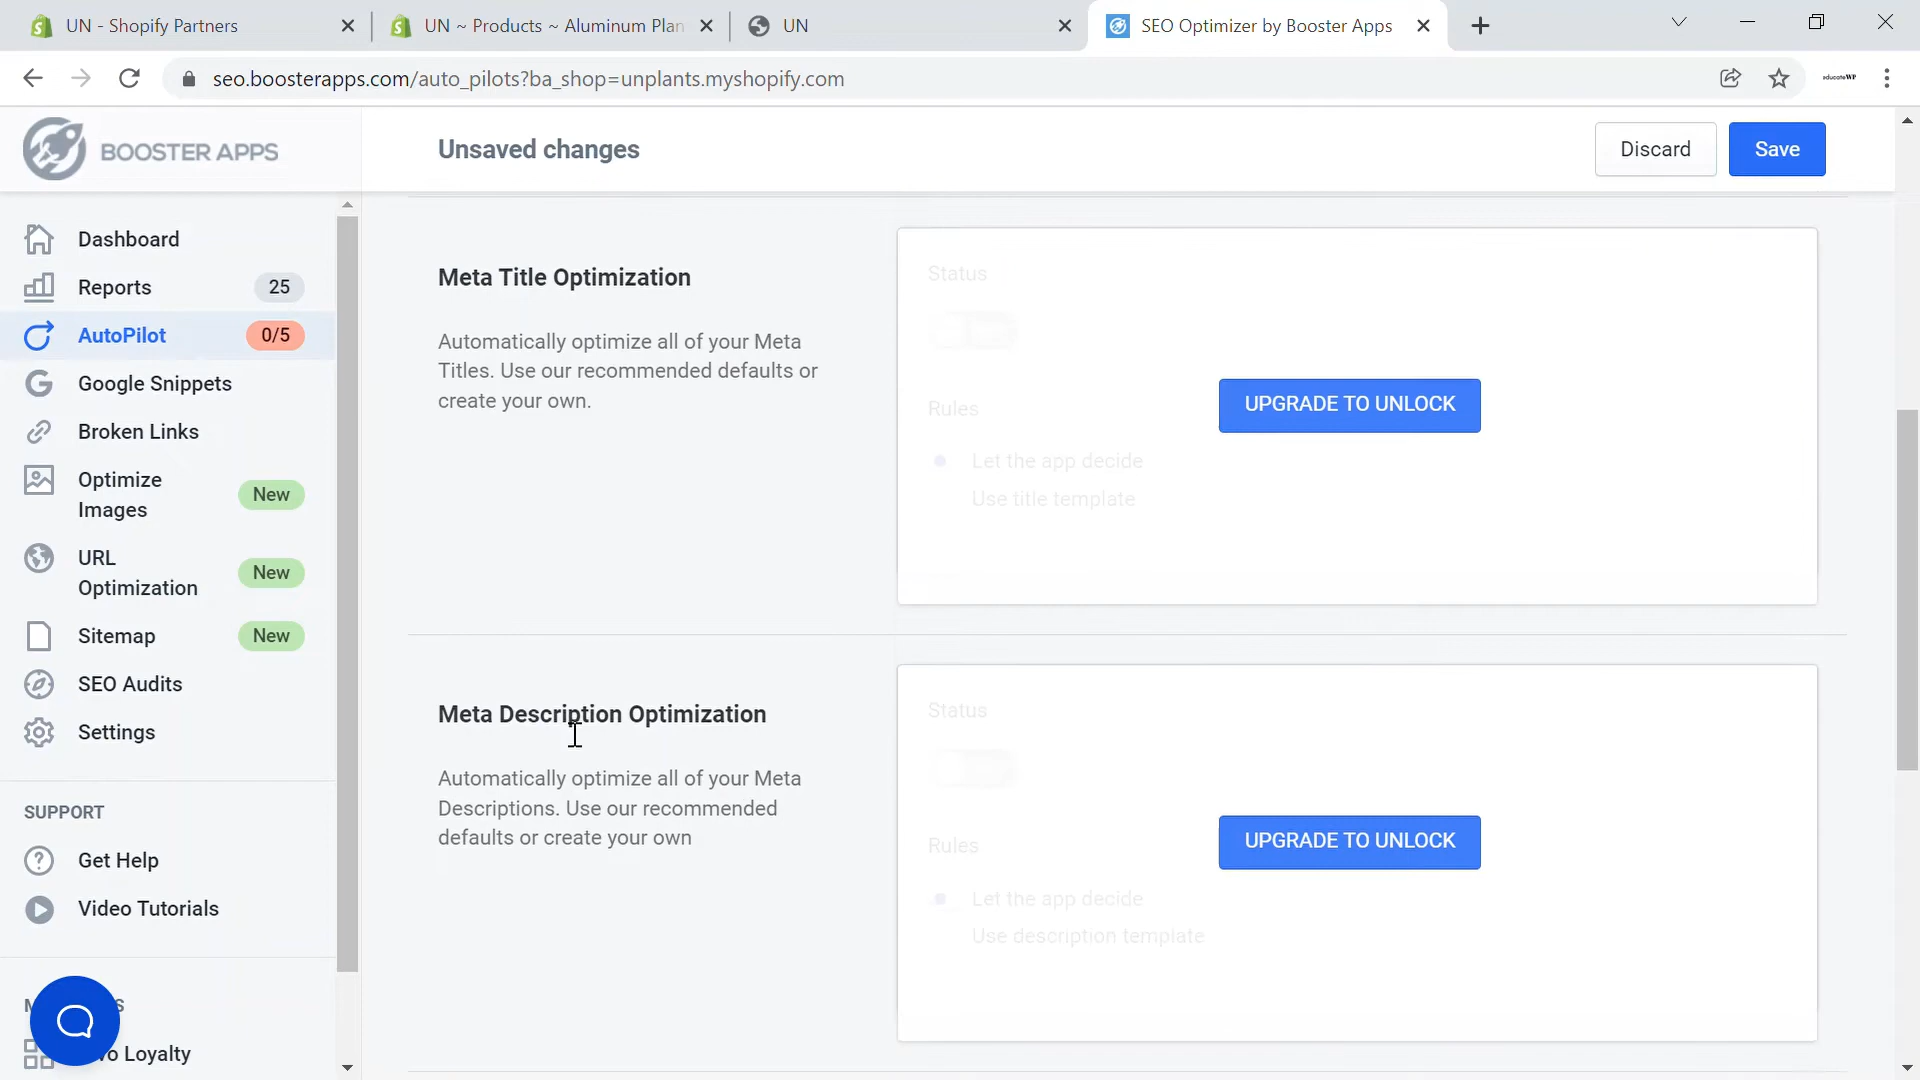 UN - Shopify Partners
UN ~ Products ~ Aluminum Plan
UN
SEO Optimizer by Booster Apps
seo.boosterapps.com/auto_pilots?ba_shop=unplants.myshopify.com
educateWP
BOOSTER APPS
Unsaved changes
Discard
Save
Dashboard
Reports 25
AutoPilot 0/5
Google Snippets
Broken Links
Optimize
Images
New
URL
Optimization
New
Sitemap New
SEO Audits
Settings
SUPPORT
Get Help
Video Tutorials
Loyalty
Meta Title Optimization
Automatically optimize all of your Meta
Titles. Use our recommended defaults or
create your own.
Status
Rules
UPGRADE TO UNLOCK
Let the app decide
Use title template
Meta Description Optimization
Automatically optimize all of your Meta
Descriptions. Use our recommended
defaults or create your own
Status
Rules
UPGRADE TO UNLOCK
Let the app decide
Use description template